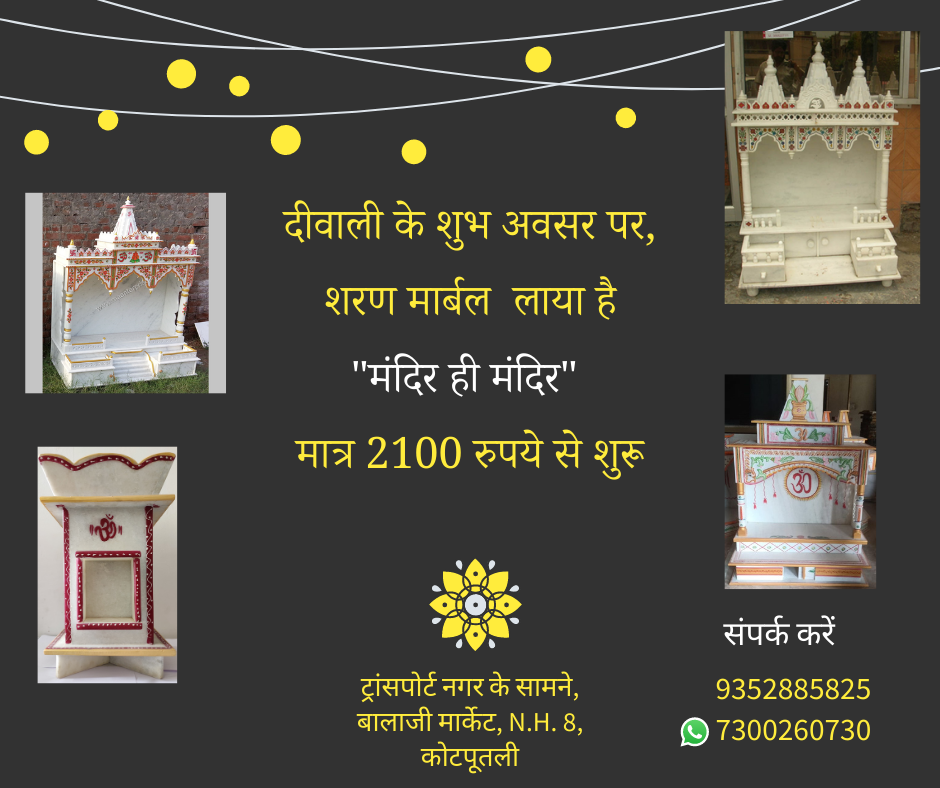 दीवाली के शुभ अवसर पर,
शरण मार्बल लाया है
"मंदिर ही मंदिर"
मात्र 2100 रुपये से शुरू
ॐ
ॐ
संपर्क करें
9352885825
7300260730
ट्रांसपोर्ट नगर के सामने,
बालाजी मार्केट, N.H. 8,
कोटपूतली